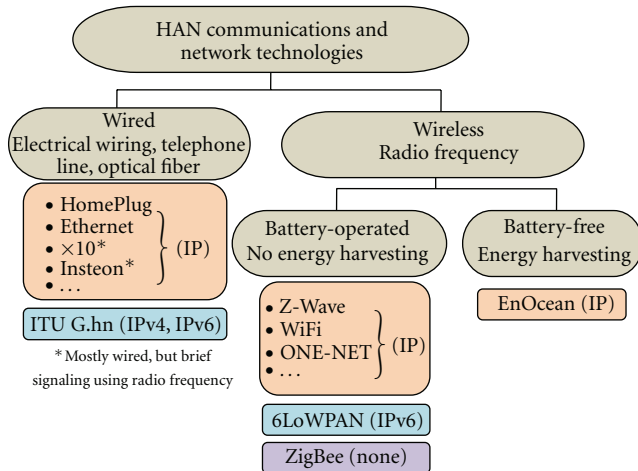 HAN communications and
network technologies
Wired
Electrical wiring, telephone
line, optical fiber
Wireless
Radio frequency
• HomePlug
• Ethernet
• ×10*
• Insteon*
• ...
(IP)
ITU G.hn (IPv4, IPv6)
* Mostly wired, but brief
signaling using radio frequency
Battery-operated
No energy harvesting
• Z-Wave
• WiFi
• ONE-NET
• ...
(IP)
6LoWPAN (IPv6)
ZigBee (none)
Battery-free
Energy harvesting
EnOcean (IP)